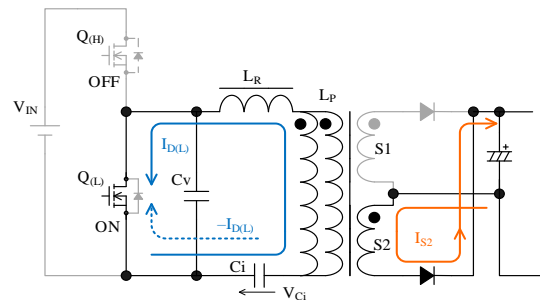 Q(H)
OFF
VIN
LR
LP
ID(L)
S1
Q(L)
Cv
ON
–ID(L)
S2
IS2
Ci
VCi
+